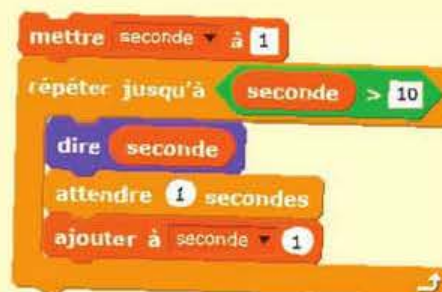 mettre seconde à 1
répéter jusqu'à seconde > 10
dire seconde
attendre 1 secondes
ajouter à seconde 1